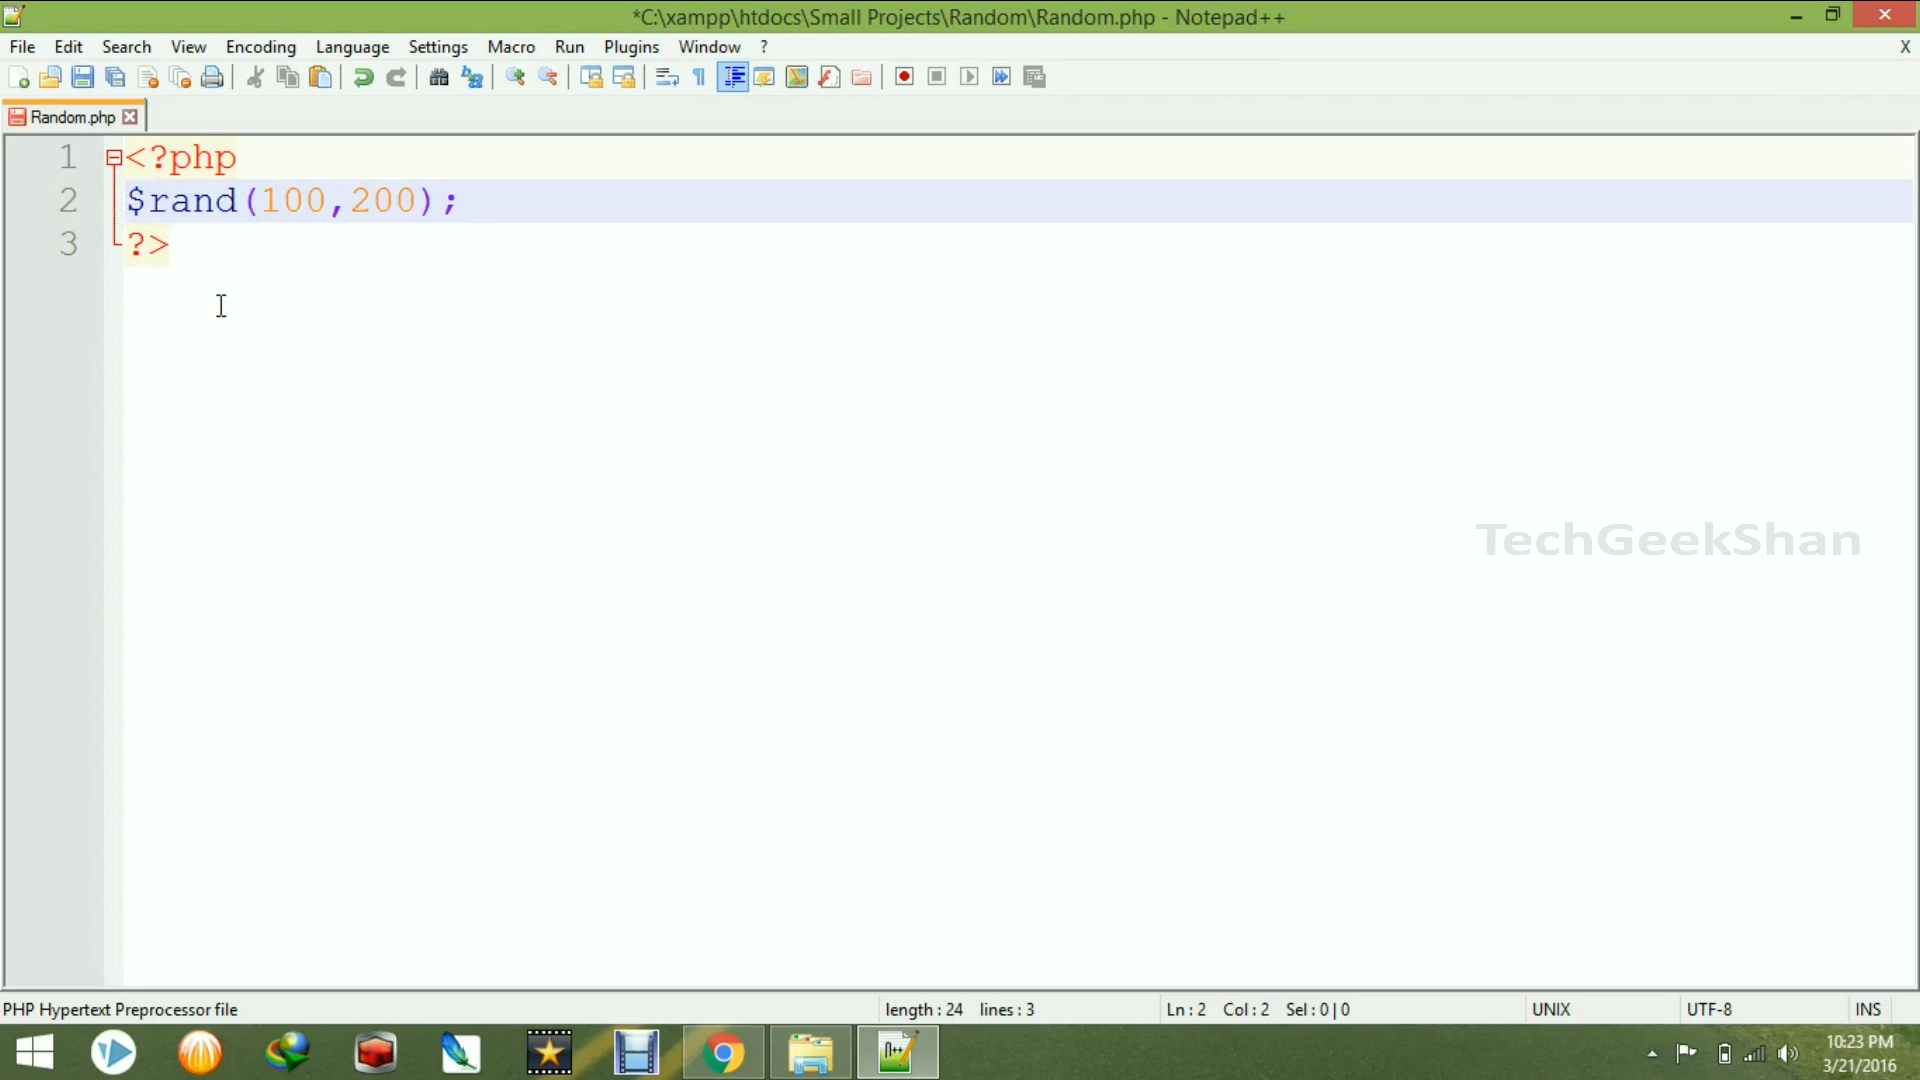 *C:\xampp\htdocs\Small Projects\Random\Random.php - Notepad++
File Edit Search View Encoding Language Settings Macro Run Plugins Window ? X
Random.php
1 <?php
2 $rand(100,200);
3 ?>
TechGeekShan
PHP Hypertext Preprocessor file length : 24 lines : 3 Ln : 2 Col : 2 Sel : 0 | 0 UNIX UTF-8 INS
10:23 PM
3/21/2016